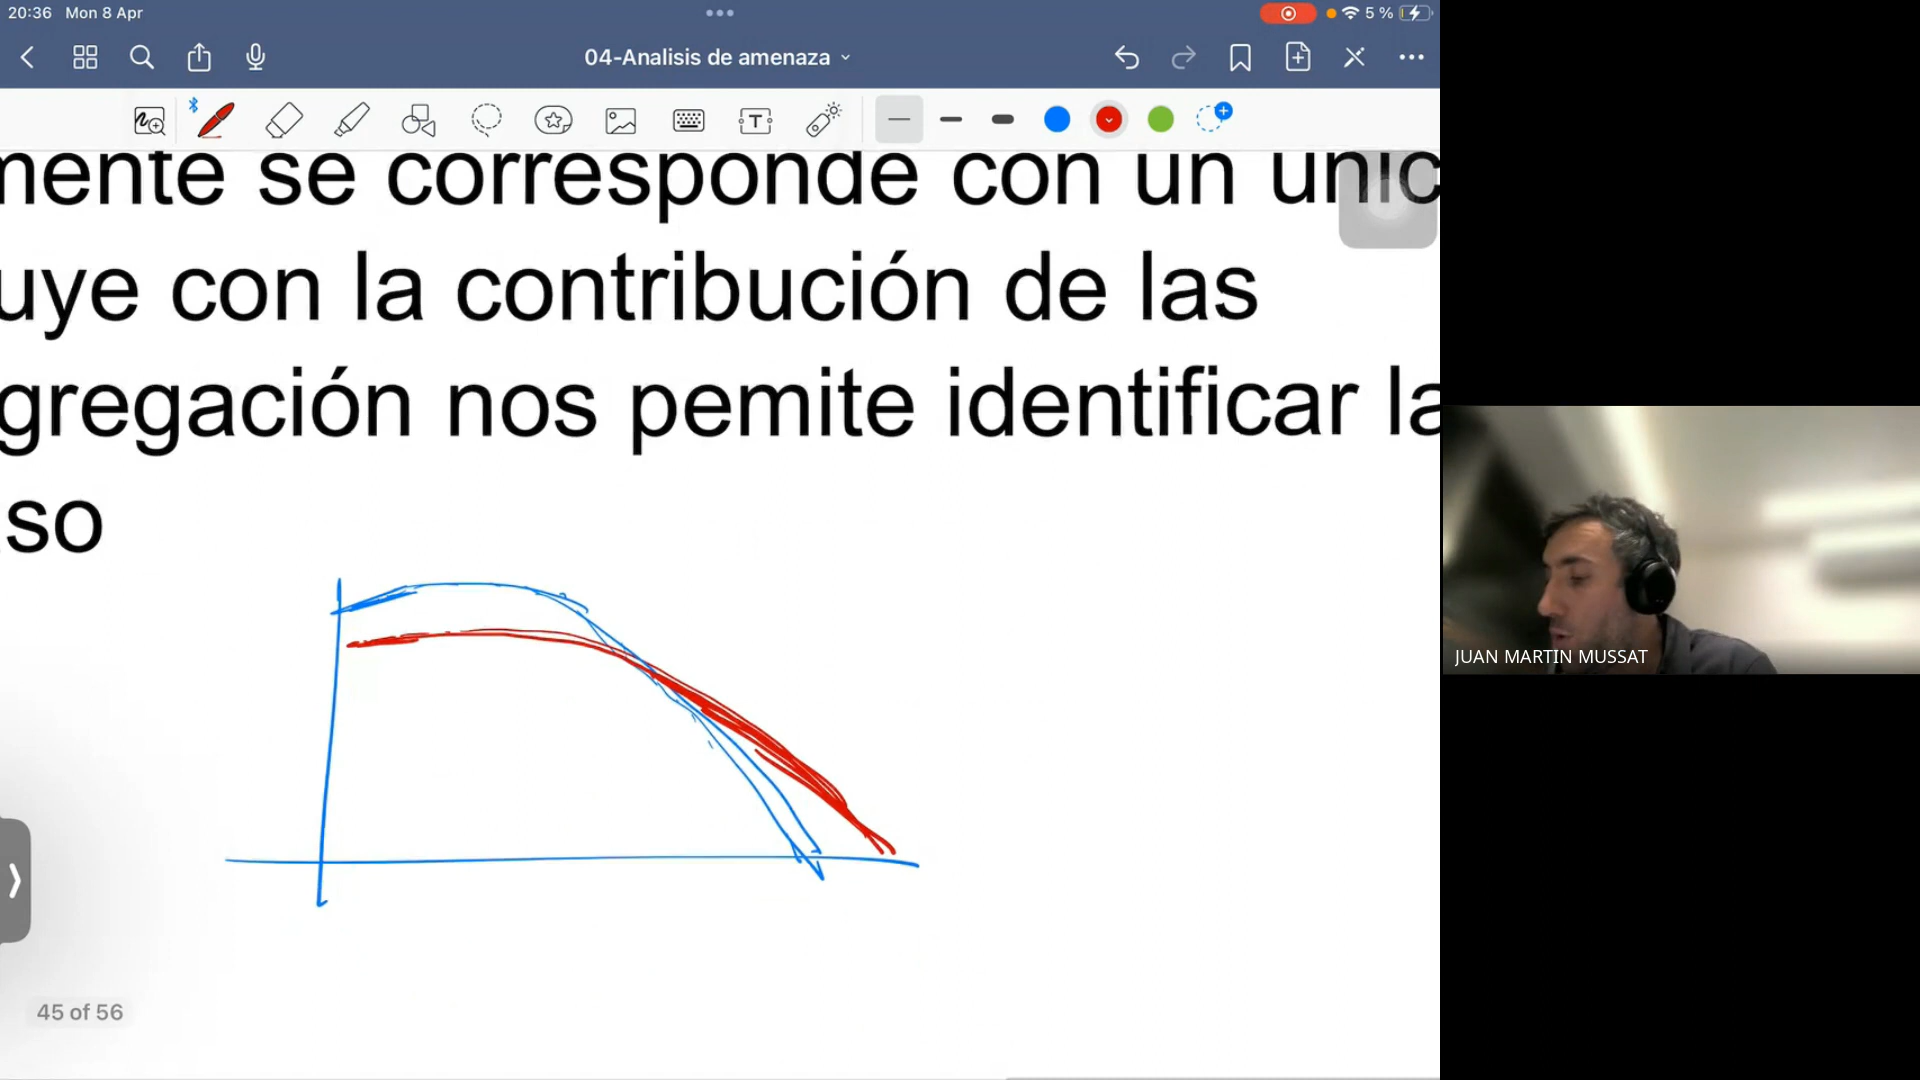 20:36 Mon 8 Apr
5 %
04-Analisis de amenaza
T
mente se corresponde con un unic
uye con la contribución de las
gregación nos pemite identificar la
so
45 of 56
JUAN MARTIN MUSSAT